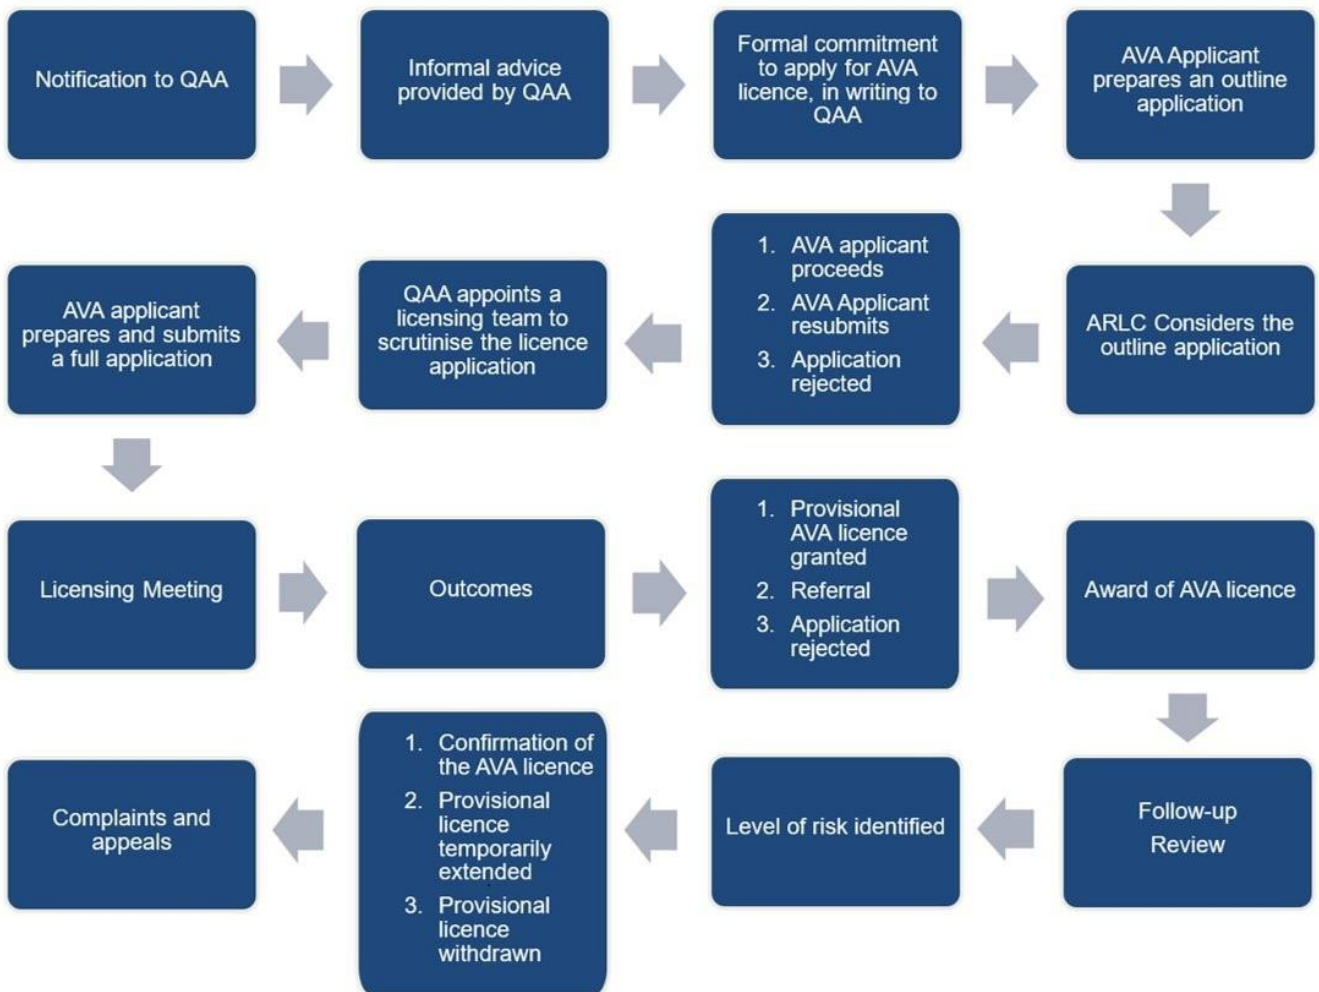 Notification to QAA
Informal advice
provided by QAA
Formal commitment
to apply for AVA
licence, in writing to
QAA
AVA Applicant
prepares an outline
application
ARLC Considers the
outline application
1. AVA applicant
proceeds
2. AVA Applicant
resubmits
3. Application
rejected
QAA appoints a
licensing team to
scrutinise the licence
application
AVA applicant
prepares and submits
a full application
Licensing Meeting
Outcomes
1. Provisional
AVA licence
granted
2. Referral
3. Application
rejected
Award of AVA licence
Follow-up
Review
Level of risk identified
1. Confirmation of
the AVA licence
2. Provisional
licence
temporarily
extended
3. Provisional
licence
withdrawn
Complaints and
appeals